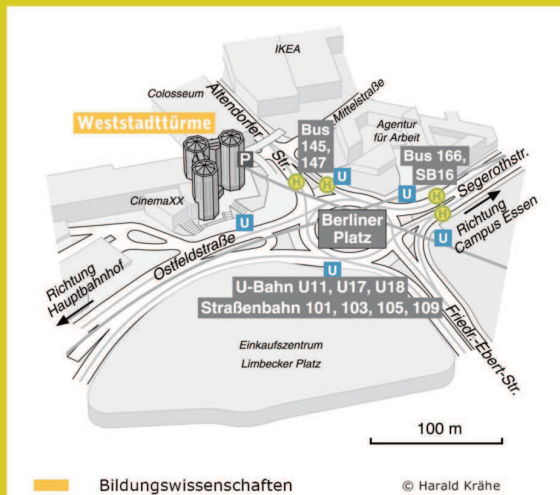 IKEA
Colosseum
Altendorfer
Str.
Mittelstraße
Weststadttürme
Agentur
für Arbeit
P
Bus
145,
147
U
Bus 166,
SB16
H
H
U
H
H
Segerothstr.
CinemaXX
U
Berliner
Platz
U
Richtung
Campus Essen
Ostfeldstraße
Richtung
Hauptbahnhof
U
U-Bahn U11, U17, U18
Straßenbahn 101, 103, 105, 109
Friedr.-Ebert-Str.
Einkaufszentrum
Limbecker Platz
100 m
Bildungswissenschaften
© Harald Krähe